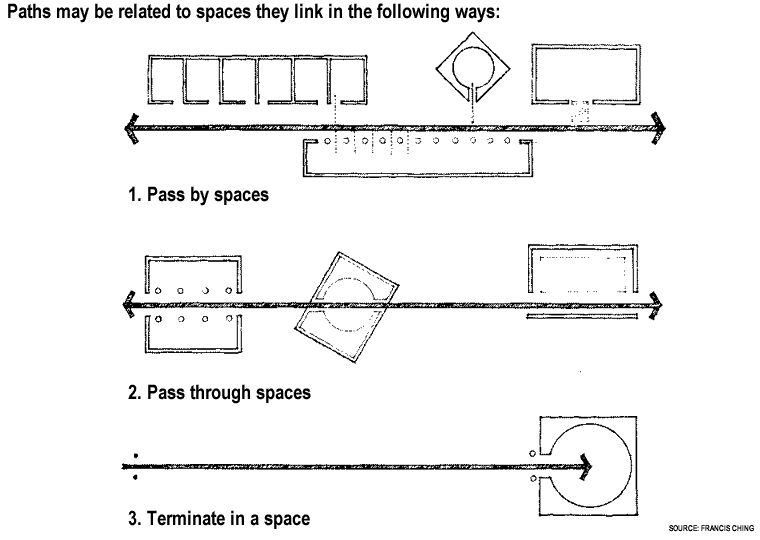 Paths may be related to spaces they link in the following ways:
1. Pass by spaces
2. Pass through spaces
3. Terminate in a space
SOURCE: FRANCIS CHING